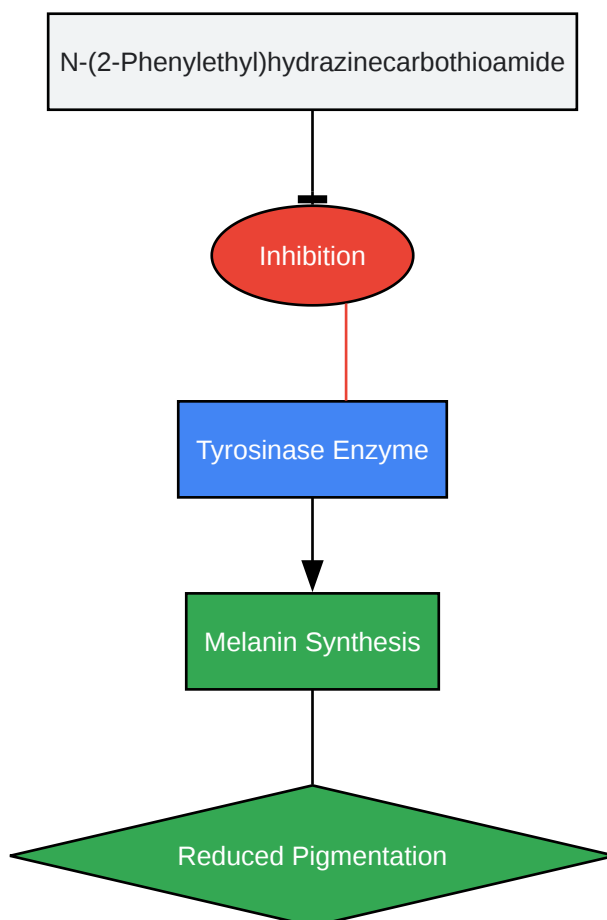 N-(2-Phenylethyl)hydrazinecarbothioamide
Inhibition
Tyrosinase Enzyme
Melanin Synthesis
Reduced Pigmentation